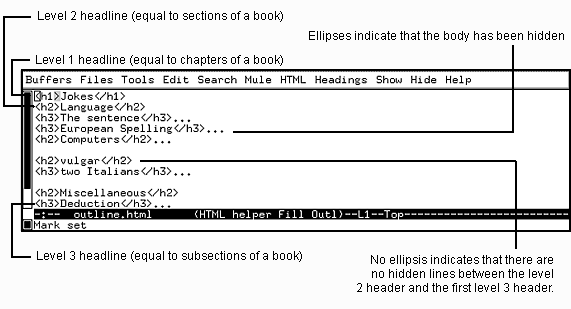 Level 2 headline (equal to sections of a book)
Ellipses indicate that the body has been hidden
Level 1 headline (equal to chapters of a book)
Buffers Files Tools Edit Search Mule HTML Headings Show Hide Help
<h1>Jokes</h1>
<h2>Language</h2>
<h3>The sentence</h3>...
<h3>European Spelling</h3>...
<h2>Computers</h2>...
<h2>vulgar</h2>
<h3>two Italians</h3>...
<h2>Miscellaneous</h2>
<h3>Deduction</h3>...
-:--  outline.html      (HTML helper Fill Outl)--L1--Top-------------------------
Mark set
Level 3 headline (equal to subsections of a book)
No ellipsis indicates that there are
no hidden lines between the level
2 header and the first level 3 header.